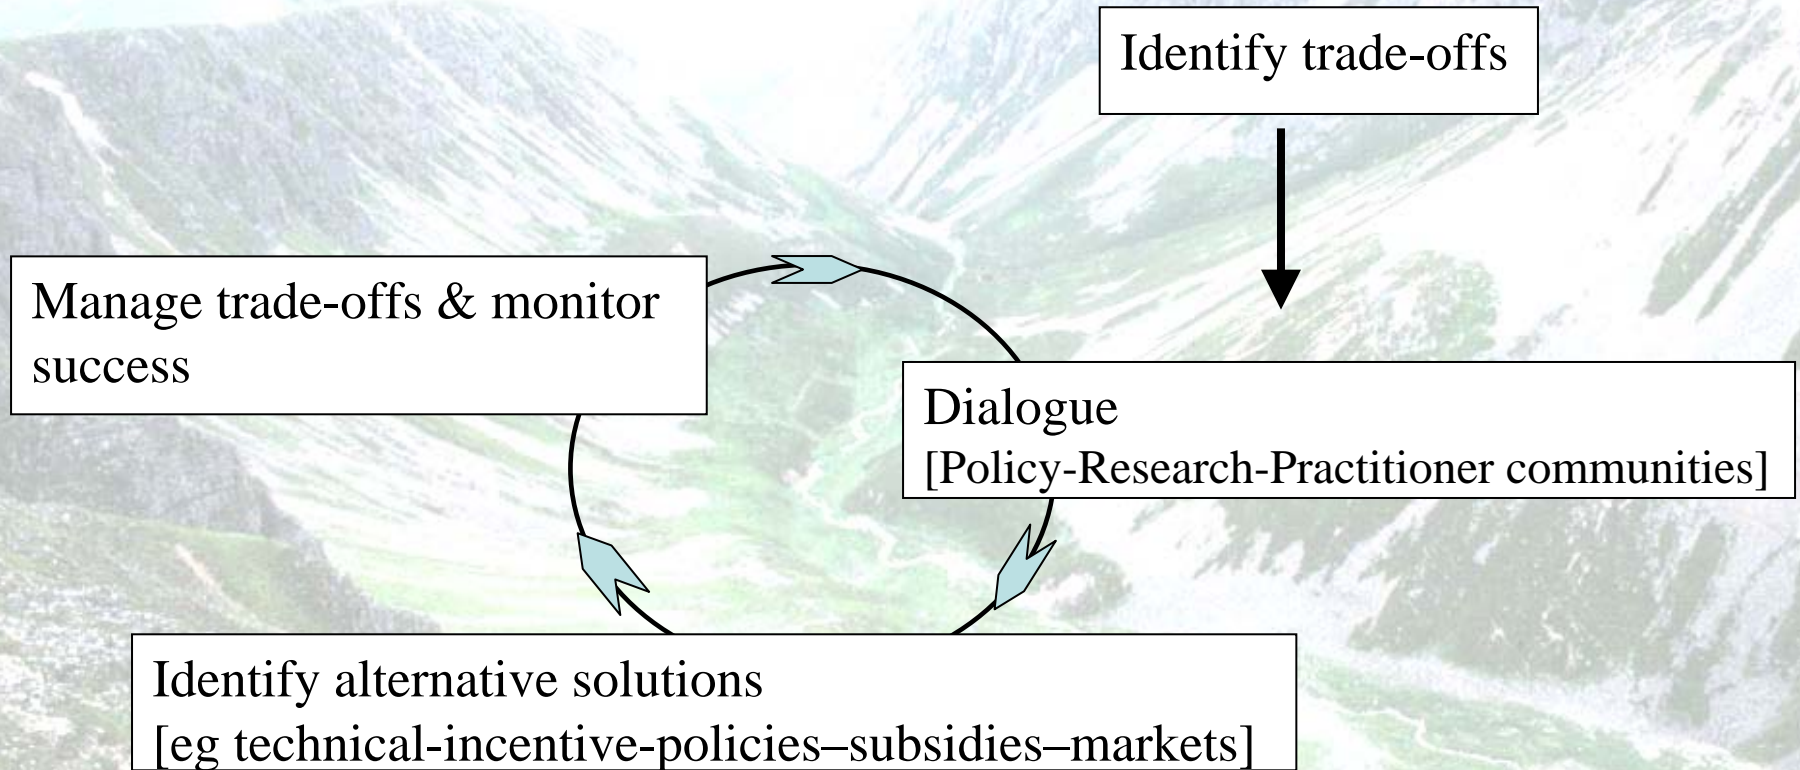 Identify trade-offs
Manage trade-offs & monitor
success
Dialogue
[Policy-Research-Practitioner communities]
Identify alternative solutions
[eg technical-incentive-policies–subsidies–markets]